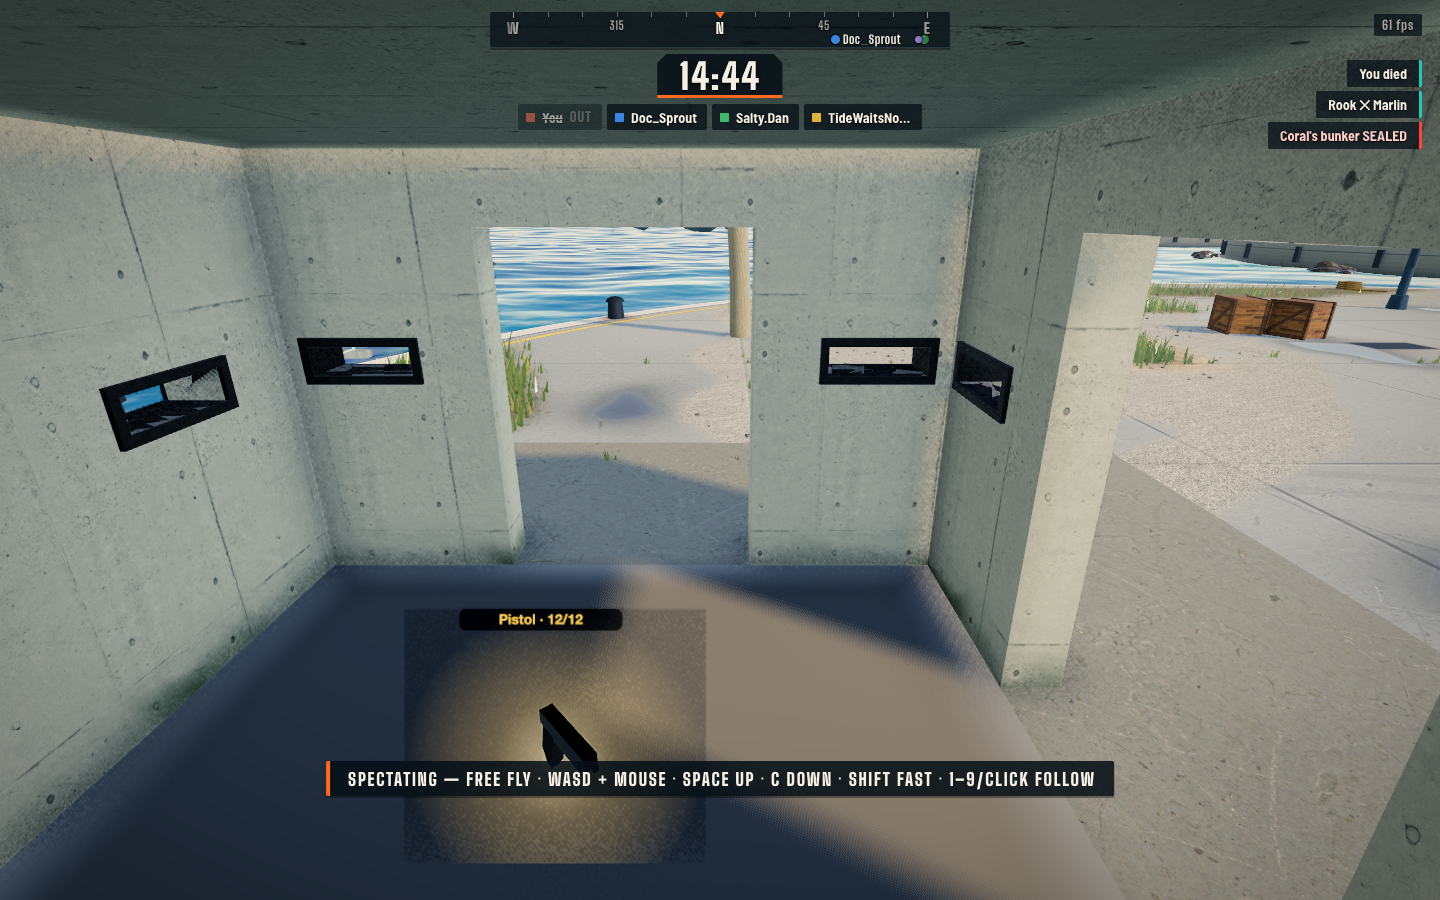 W 315 N 45 E
Doc_Sprout
61 fps
14:44
You OUT Doc_Sprout Salty.Dan TideWaitsNo...
You died
Rook × Marlin
Coral's bunker SEALED
Pistol · 12/12
SPECTATING — FREE FLY · WASD + MOUSE · SPACE UP · C DOWN · SHIFT FAST · 1–9/CLICK FOLLOW